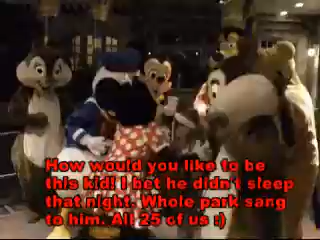 How would you like to be
this kid! I bet he didn't sleep
that night. Whole park sang
to him. All 25 of us :)